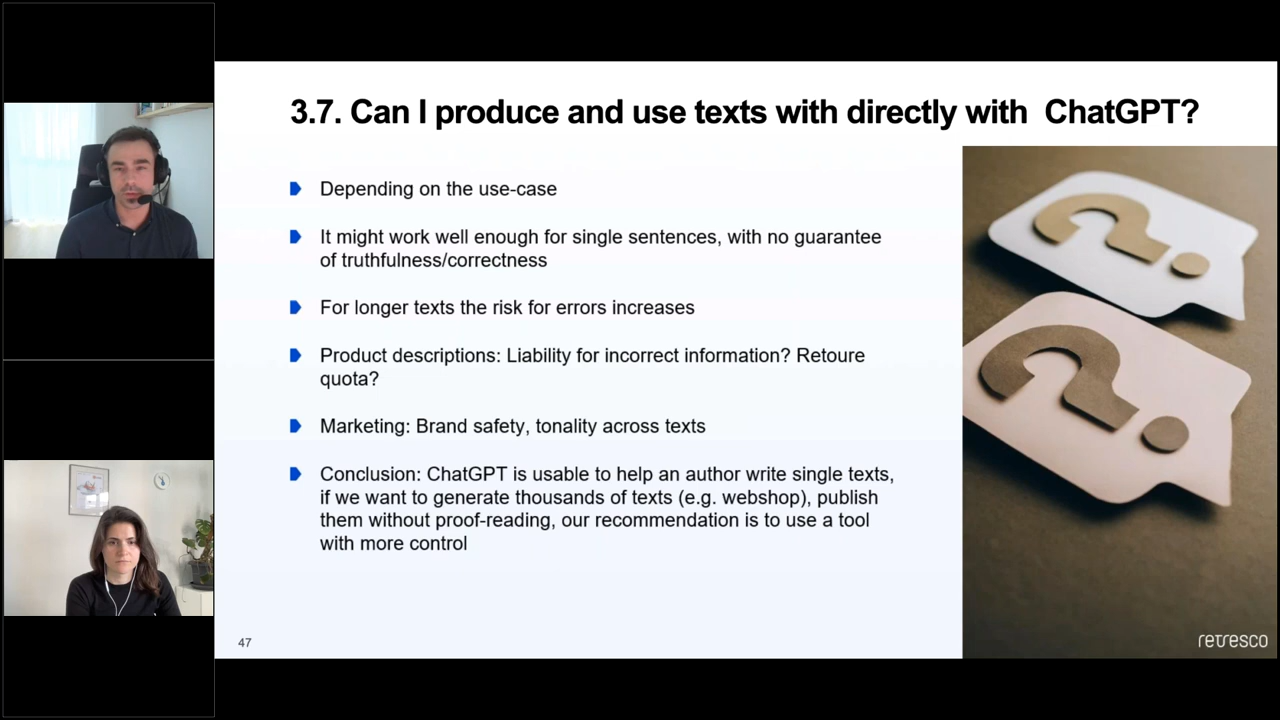 3.7. Can I produce and use texts with directly with ChatGPT?
Depending on the use-case
It might work well enough for single sentences, with no guarantee
of truthfulness/correctness
For longer texts the risk for errors increases
Product descriptions: Liability for incorrect information? Retoure
quota?
Marketing: Brand safety, tonality across texts
Conclusion: ChatGPT is usable to help an author write single texts,
if we want to generate thousands of texts (e.g. webshop), publish
them without proof-reading, our recommendation is to use a tool
with more control
? ?
47
retresco